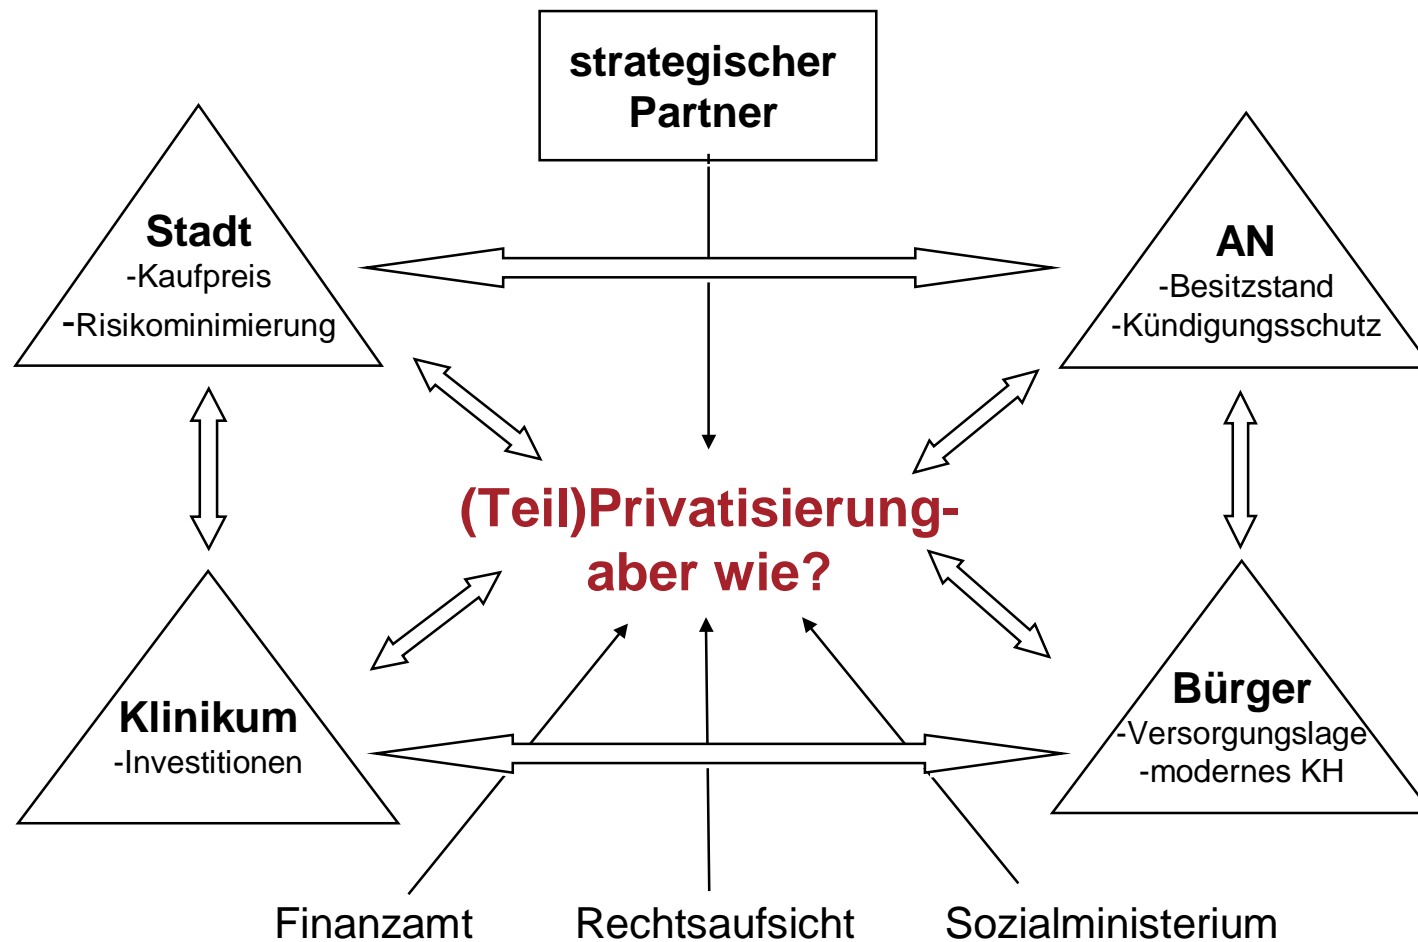 strategischer
Partner
Stadt
-Kaufpreis
-Risikominimierung
AN
-Besitzstand
-Kündigungsschutz
(Teil)Privatisierung-
aber wie?
Klinikum
-Investitionen
Bürger
-Versorgungslage
-modernes KH
Finanzamt
Rechtsaufsicht
Sozialministerium